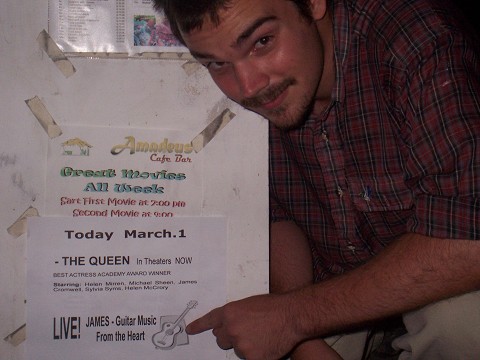 Amadeus
Cafe Bar
Great Movies
All Week
Sart First Movie at 7:00 pm
Second Movie at 9:00
Today March.1
- THE QUEEN In Theaters NOW
BEST ACTRESS ACADEMY AWARD WINNER
Starring: Helen Mirren, Michael Sheen, James
Cromwell, Sylvia Syms, Helen McCrory
LIVE! JAMES - Guitar Music
From the Heart